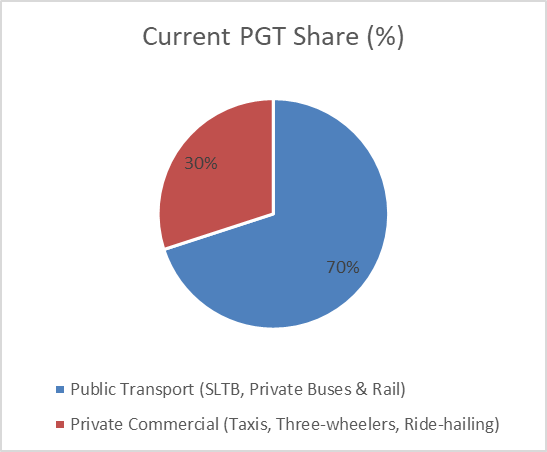 Current PGT Share (%)
30%
70%
Public Transport (SLTB, Private Buses & Rail)
Private Commercial (Taxis, Three-wheelers, Ride-hailing)